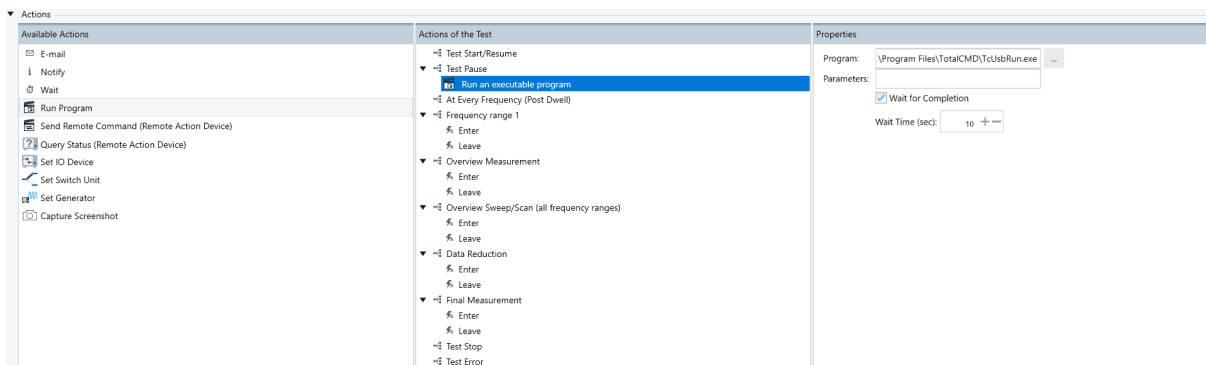 Actions
Available Actions
E-mail
Notify
Wait
Run Program
Send Remote Command (Remote Action Device)
Query Status (Remote Action Device)
Set IO Device
Set Switch Unit
Set Generator
Capture Screenshot
Actions of the Test
Test Start/Resume
Test Pause
Run an executable program
At Every Frequency (Post Dwell)
Frequency range 1
Enter
Leave
Overview Measurement
Enter
Leave
Overview Sweep/Scan (all frequency ranges)
Enter
Leave
Data Reduction
Enter
Leave
Final Measurement
Enter
Leave
Test Stop
Test Error
Properties
Program: \Program Files\TotalCMD\TcUsbRun.exe ...
Parameters:
Wait for Completion
Wait Time (sec): 10